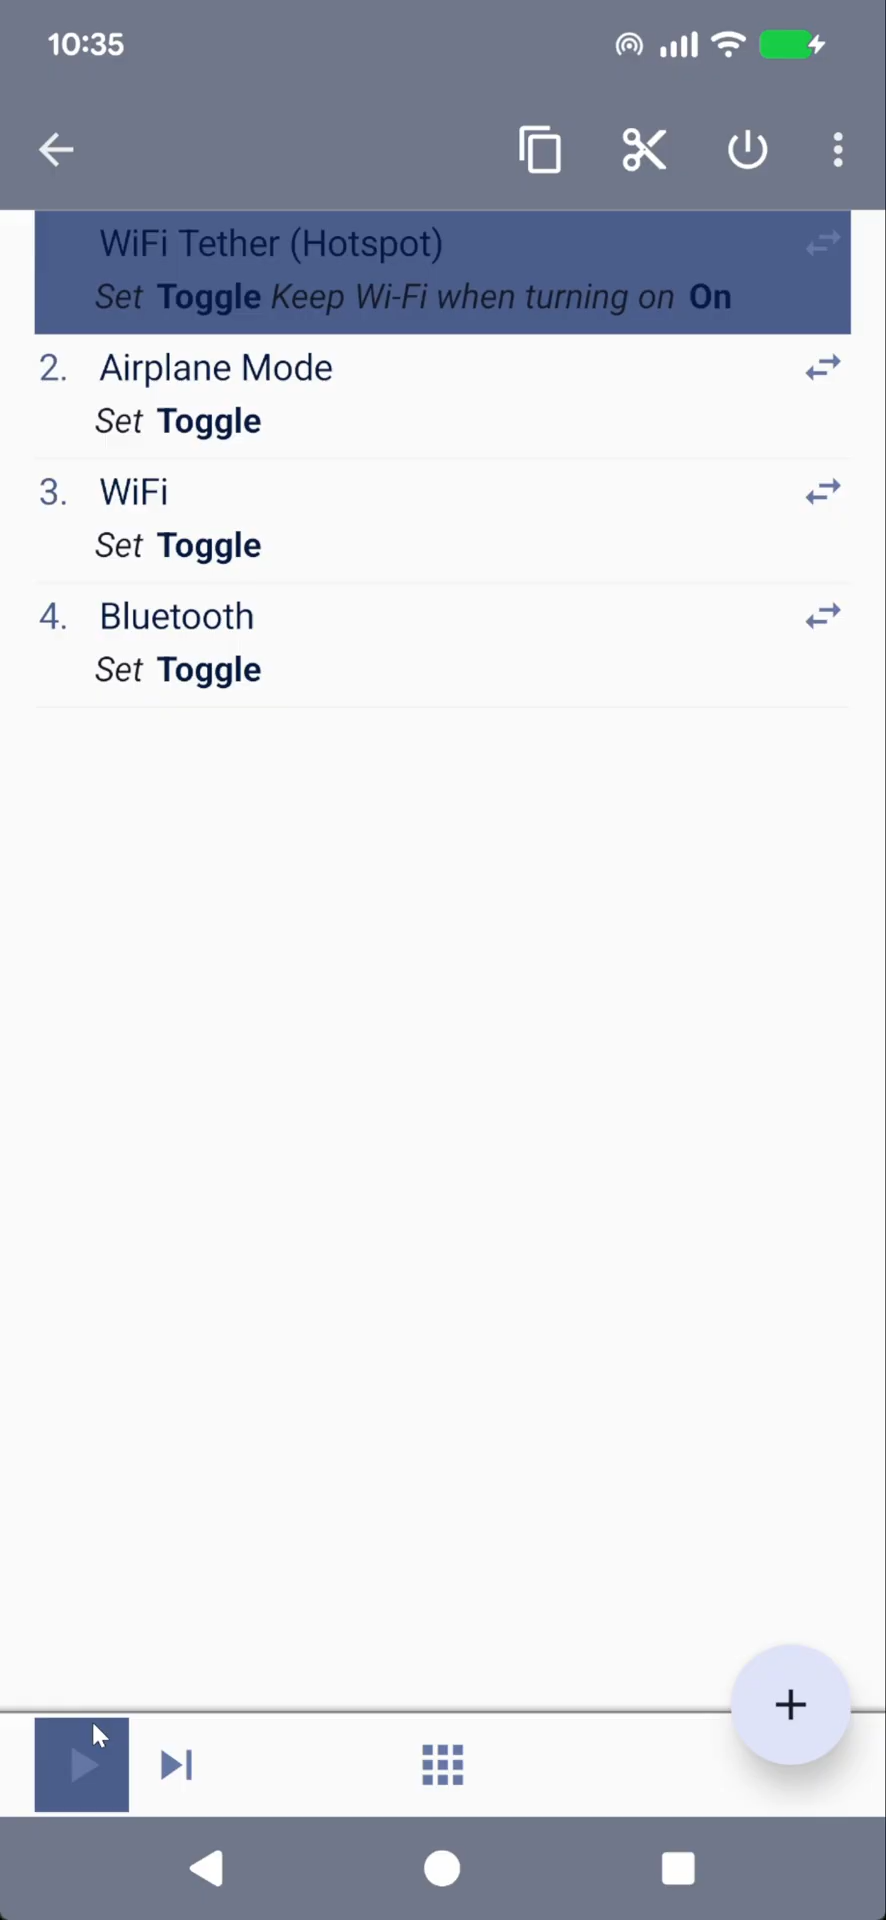 10:35
WiFi Tether (Hotspot)
Set Toggle Keep Wi-Fi when turning on On
2. Airplane Mode
Set Toggle
3. WiFi
Set Toggle
4. Bluetooth
Set Toggle